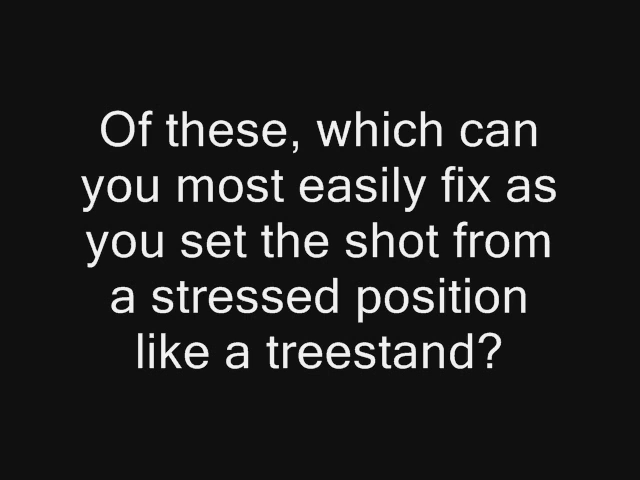 Of these, which can
you most easily fix as
you set the shot from
a stressed position
like a treestand?